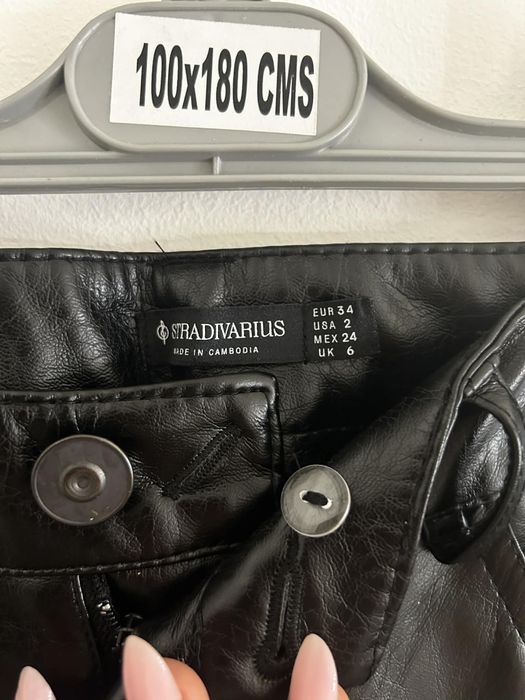 100x180 CMS
STRADIVARIUS
MADE IN CAMBODIA
EUR 34
USA 2
MEX 24
UK 6